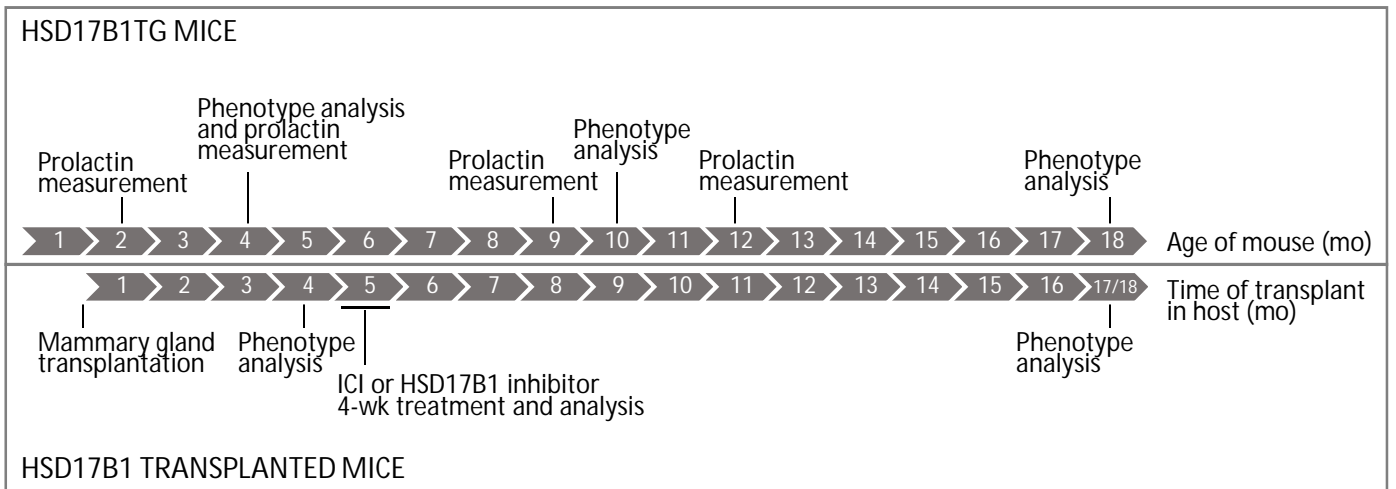 HSD17B1TG MICE
Phenotype analysis
and prolactin
measurement
Phenotype
analysis
Prolactin
measurement
Prolactin
measurement
Prolactin
measurement
Phenotype
analysis
1 2 3 4 5 6 7 8 9 10 11 12 13 14 15 16 17 18 Age of mouse (mo)
1 2 3 4 5 6 7 8 9 10 11 12 13 14 15 16 17/18 Time of transplant
in host (mo)
Mammary gland
transplantation
Phenotype
analysis
Phenotype
analysis
ICI or HSD17B1 inhibitor
4-wk treatment and analysis
HSD17B1 TRANSPLANTED MICE